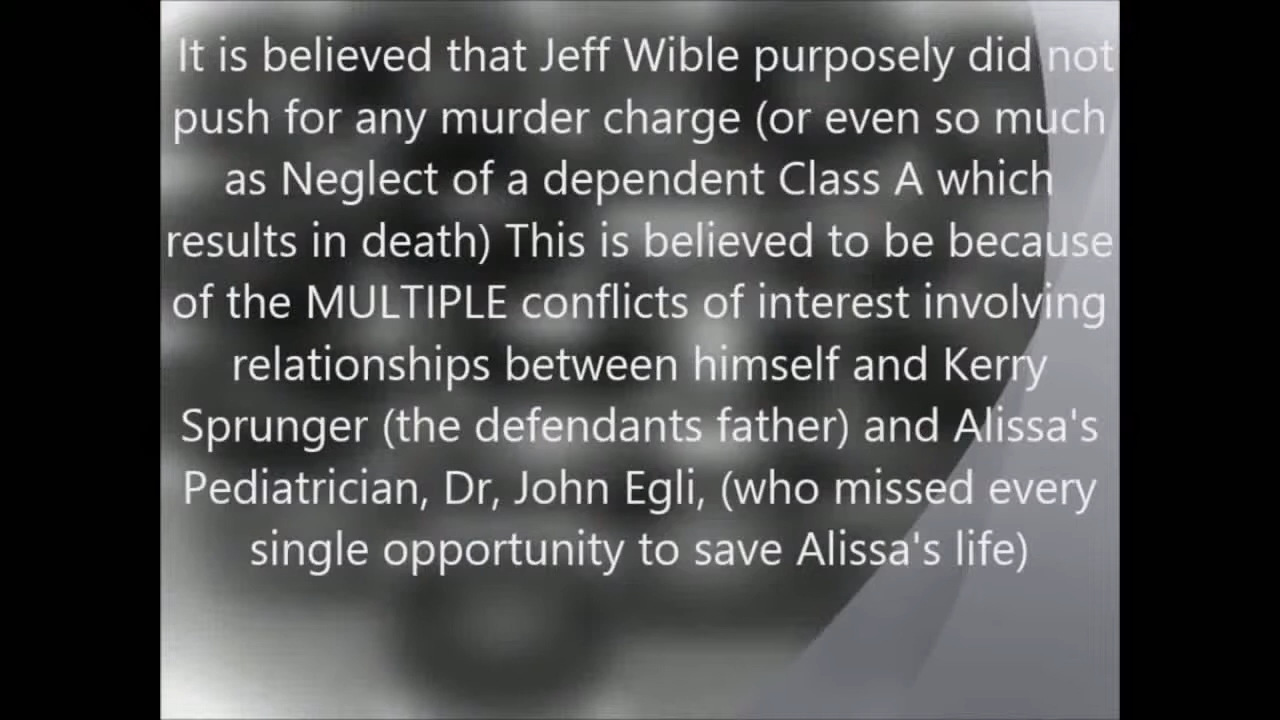 It is believed that Jeff Wible purposely did not
push for any murder charge (or even so much
as Neglect of a dependent Class A which
results in death) This is believed to be because
of the MULTIPLE conflicts of interest involving
relationships between himself and Kerry
Sprunger (the defendants father) and Alissa's
Pediatrician, Dr, John Egli, (who missed every
single opportunity to save Alissa's life)